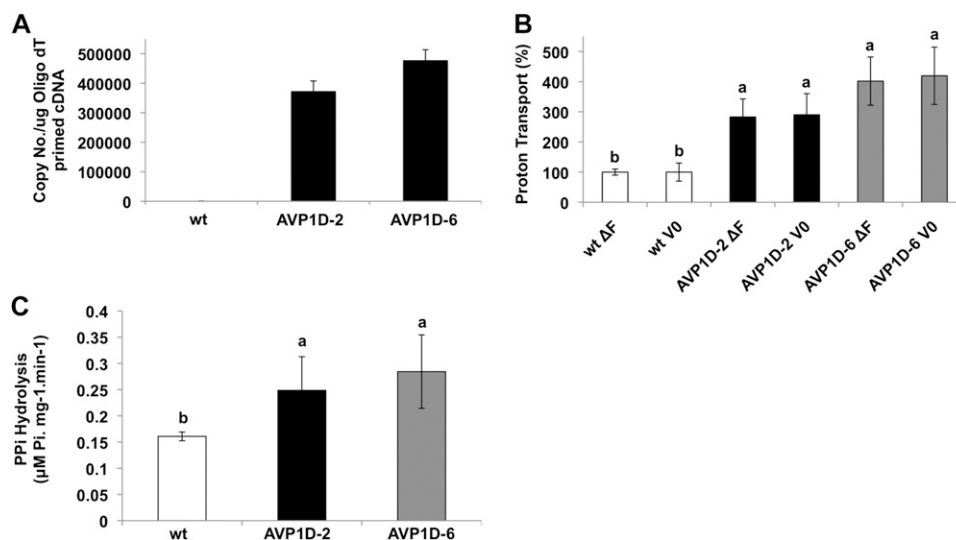 A
Copy No./ug Oligo dT
primed cDNA
500000
400000
300000
200000
100000
0
wt
AVP1D-2
AVP1D-6
B
Proton Transport (%)
500
400
300
200
100
0
b
b
a
a
a
a
wt ΔF
wt V0
AVP1D-2 ΔF
AVP1D-2 V0
AVP1D-6 ΔF
AVP1D-6 V0
C
PPi Hydrolysis
(μM Pi. mg-1.min-1)
0.4
0.35
0.3
0.25
0.2
0.15
0.1
0.05
0
b
a
a
wt
AVP1D-2
AVP1D-6